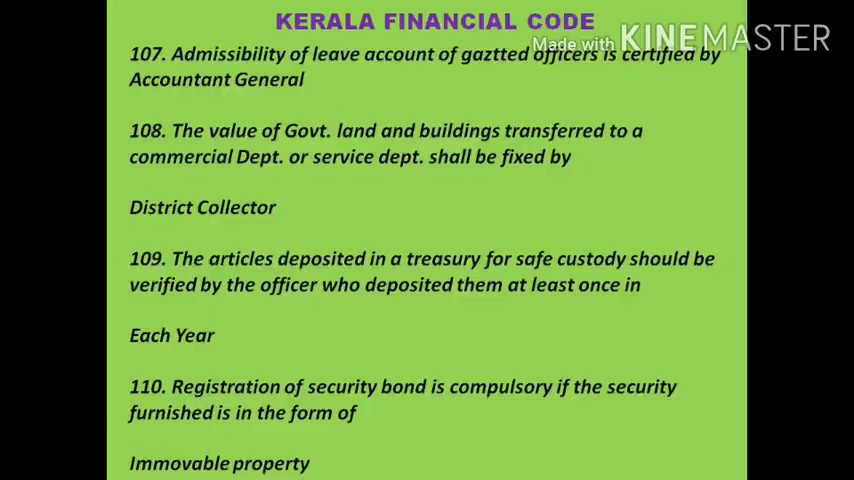 KERALA FINANCIAL CODE
Made with KINEMASTER
107. Admissibility of leave account of gaztted officers is certified by
Accountant General
108. The value of Govt. land and buildings transferred to a
commercial Dept. or service dept. shall be fixed by
District Collector
109. The articles deposited in a treasury for safe custody should be
verified by the officer who deposited them at least once in
Each Year
110. Registration of security bond is compulsory if the security
furnished is in the form of
Immovable property